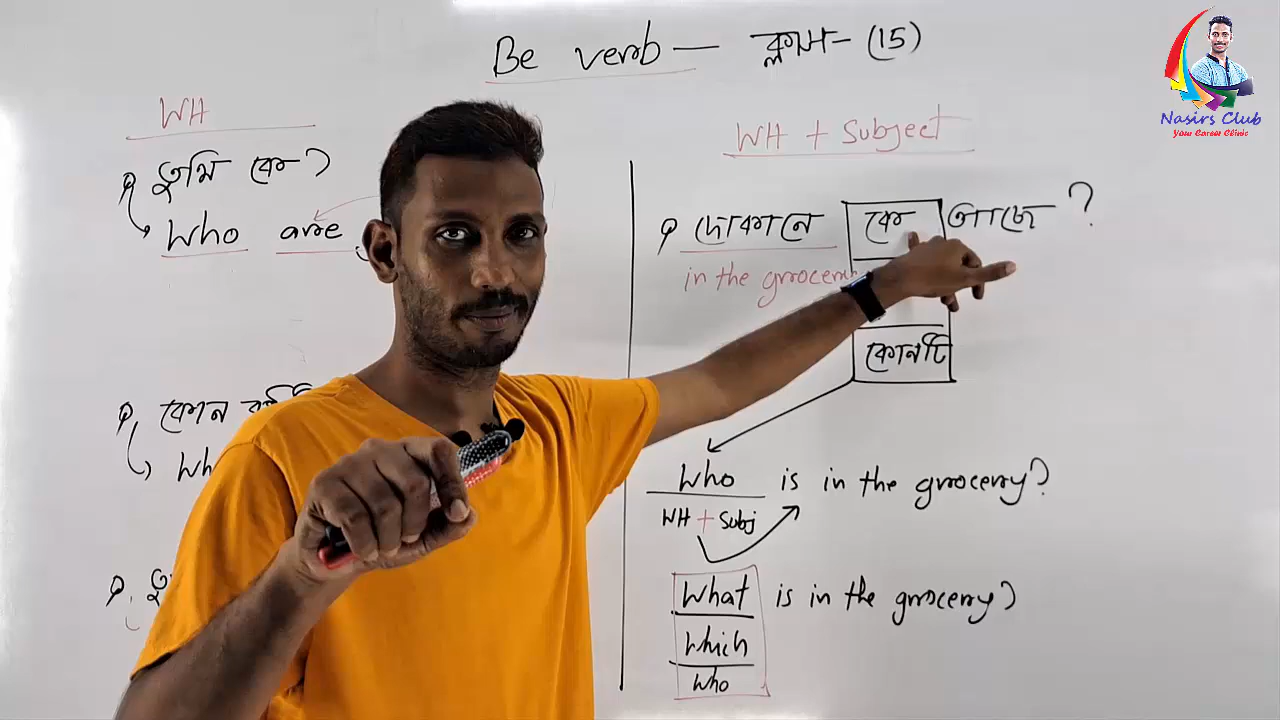 Be verb — ক্লাস- (15)
Nasirs Club
Your Career Clinic
WH
তুমি কে?
Who are
কোন
Wh
WH + Subject
দোকানে কে আছে?
in the grocery
কোনটি
Who is in the grocery?
WH + Subj
What is in the grocery?
Which
Who